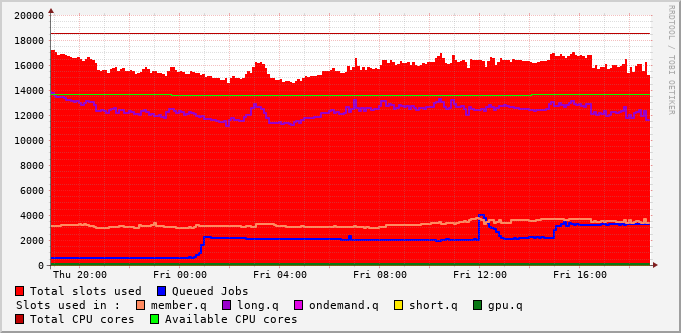 20000
18000
16000
14000
12000
10000
8000
6000
4000
2000
0
Thu 20:00 Fri 00:00 Fri 04:00 Fri 08:00 Fri 12:00 Fri 16:00
RRDTOOL / TOBI OETIKER
Total slots used Queued Jobs
Slots used in : member.q long.q ondemand.q short.q gpu.q
Total CPU cores Available CPU cores